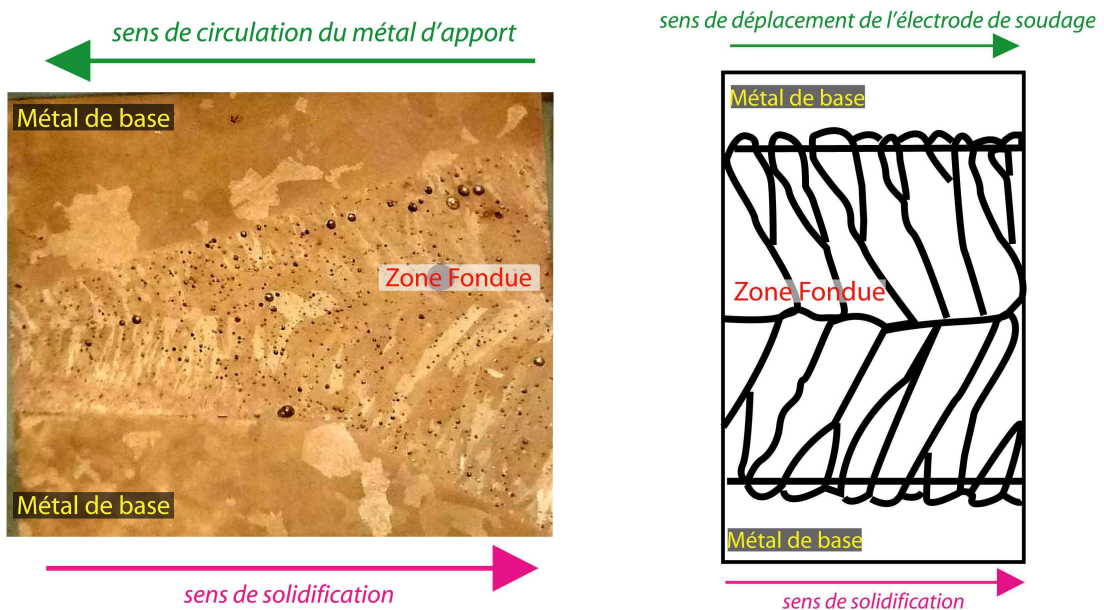 sens de circulation du métal d'apport
Métal de base
Zone Fondue
Métal de base
sens de solidification
sens de déplacement de l'électrode de soudage
Métal de base
Zone Fondue
Métal de base
sens de solidification